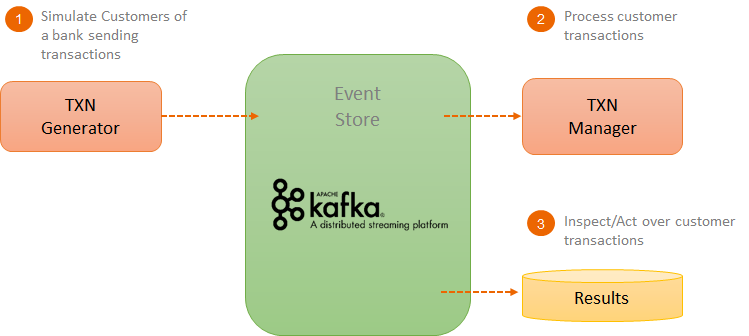 1
Simulate Customers of
a bank sending
transactions
TXN
Generator
Event
Store
APACHE
kafka®
A distributed streaming platform
2
Process customer
transactions
TXN
Manager
3
Inspect/Act over customer
transactions
Results